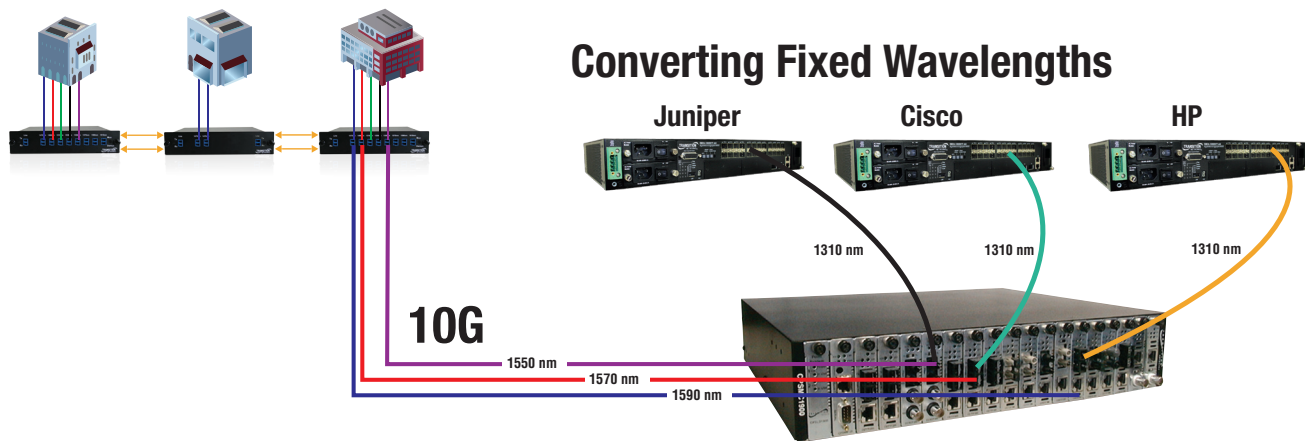 Converting Fixed Wavelengths
Juniper
Cisco
HP
1310 nm
1310 nm
1310 nm
10G
1550 nm
1570 nm
1590 nm